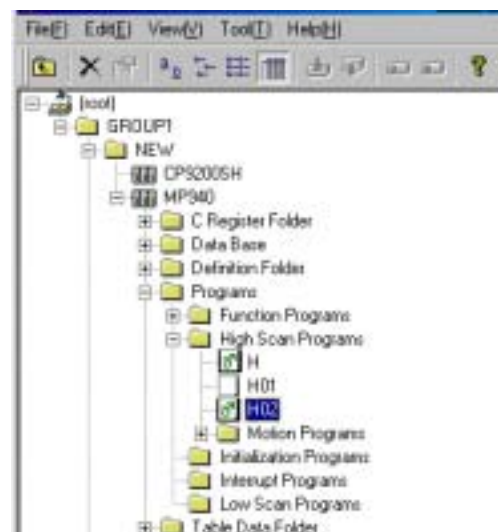 File(F) Edit(E) View(V) Tool(T) Help(H)
(root)
GROUP1
NEW
CP9200SH
MP940
C Register Folder
Data Base
Definition Folder
Programs
Function Programs
High Scan Programs
H
H01
H02
Motion Programs
Initialization Programs
Interrupt Programs
Low Scan Programs
Table Data Folder